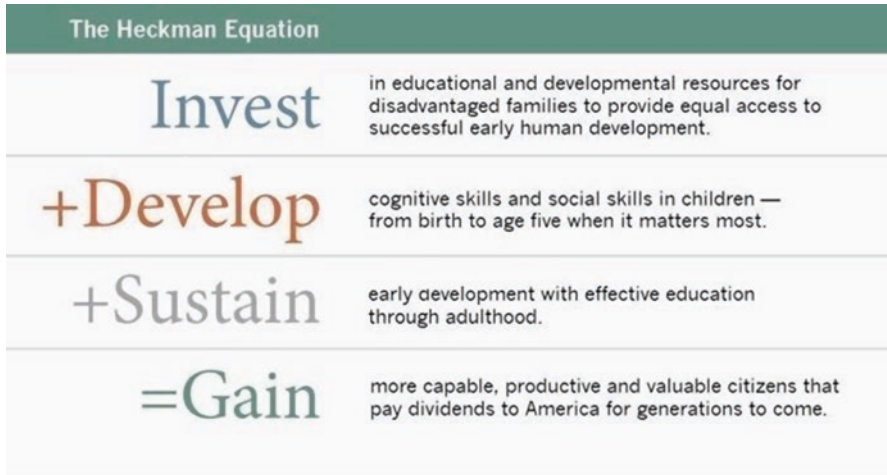 The Heckman Equation
Invest
in educational and developmental resources for
disadvantaged families to provide equal access to
successful early human development.
+Develop
cognitive skills and social skills in children —
from birth to age five when it matters most.
+Sustain
early development with effective education
through adulthood.
=Gain
more capable, productive and valuable citizens that
pay dividends to America for generations to come.